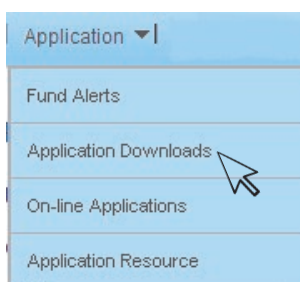 Application
Fund Alerts
Application Downloads
On-line Applications
Application Resource